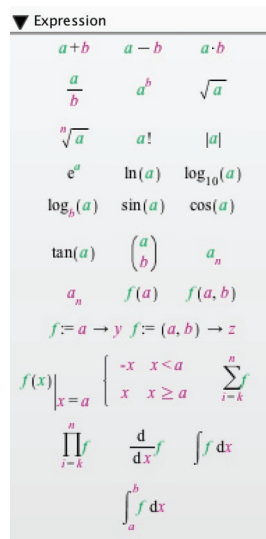 ▼ Expression
a+b a−b a·b
a/b a^b √a
ⁿ√a a! |a|
e^a ln(a) log₁₀(a)
log_b(a) sin(a) cos(a)
tan(a) (a b) a_n
a_n f(a) f(a, b)
f:= a → y f:= (a, b) → z
f(x)|_{x=a} { -x x<a
x x ≥ a ∑_{i=k}^{n} f
∏_{i=k}^{n} f d/dx f ∫ f dx
∫_a^b f dx